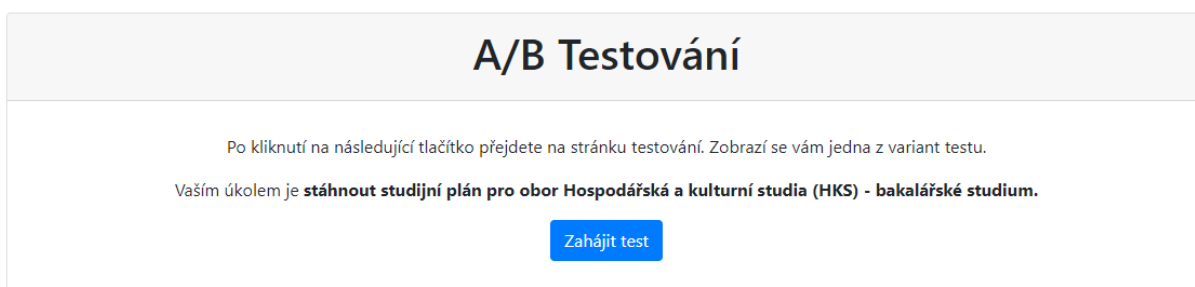 A/B Testování
Po kliknutí na následující tlačítko přejdete na stránku testování. Zobrazí se vám jedna z variant testu.
Vaším úkolem je stáhnout studijní plán pro obor Hospodářská a kulturní studia (HKS) - bakalářské studium.
Zahájit test